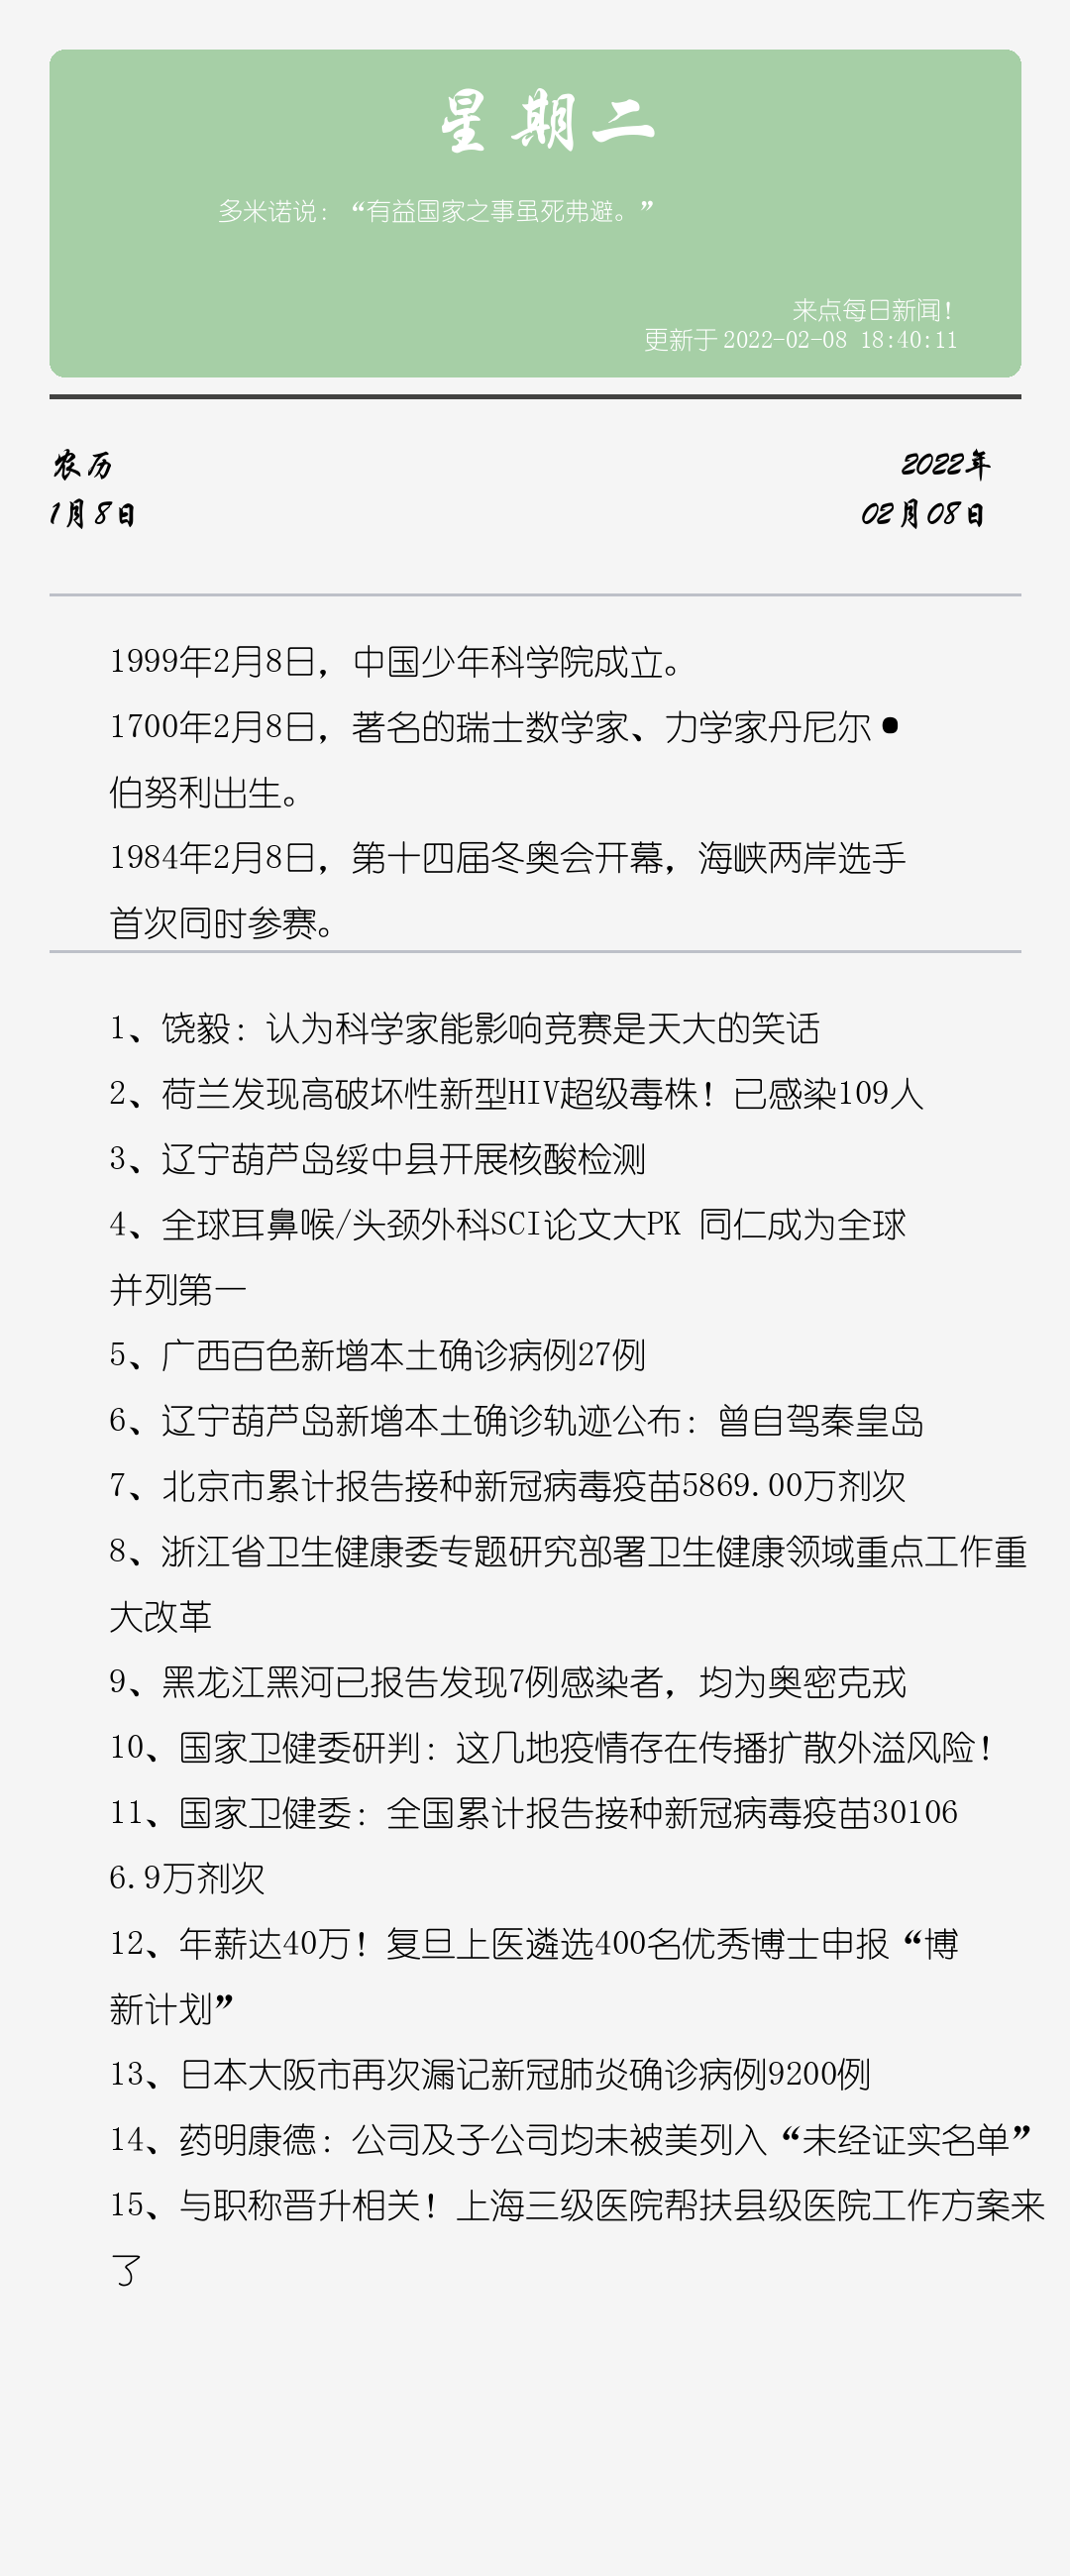 星期二
多米诺说：“有益国家之事虽死弗避。”
来点每日新闻！
更新于 2022-02-08 18:40:11
农历
2022年
1月8日
02月08日
1999年2月8日，中国少年科学院成立。
1700年2月8日，著名的瑞士数学家、力学家丹尼尔•
伯努利出生。
1984年2月8日，第十四届冬奥会开幕，海峡两岸选手
首次同时参赛。
1、饶毅：认为科学家能影响竞赛是天大的笑话
2、荷兰发现高破坏性新型HIV超级毒株！已感染109人
3、辽宁葫芦岛绥中县开展核酸检测
4、全球耳鼻喉/头颈外科SCI论文大PK 同仁成为全球
并列第一
5、广西百色新增本土确诊病例27例
6、辽宁葫芦岛新增本土确诊轨迹公布：曾自驾秦皇岛
7、北京市累计报告接种新冠病毒疫苗5869.00万剂次
8、浙江省卫生健康委专题研究部署卫生健康领域重点工作重
大改革
9、黑龙江黑河已报告发现7例感染者，均为奥密克戎
10、国家卫健委研判：这几地疫情存在传播扩散外溢风险！
11、国家卫健委：全国累计报告接种新冠病毒疫苗30106
6.9万剂次
12、年薪达40万！复旦上医遴选400名优秀博士申报“博
新计划”
13、日本大阪市再次漏记新冠肺炎确诊病例9200例
14、药明康德：公司及子公司均未被美列入“未经证实名单”
15、与职称晋升相关！上海三级医院帮扶县级医院工作方案来
了